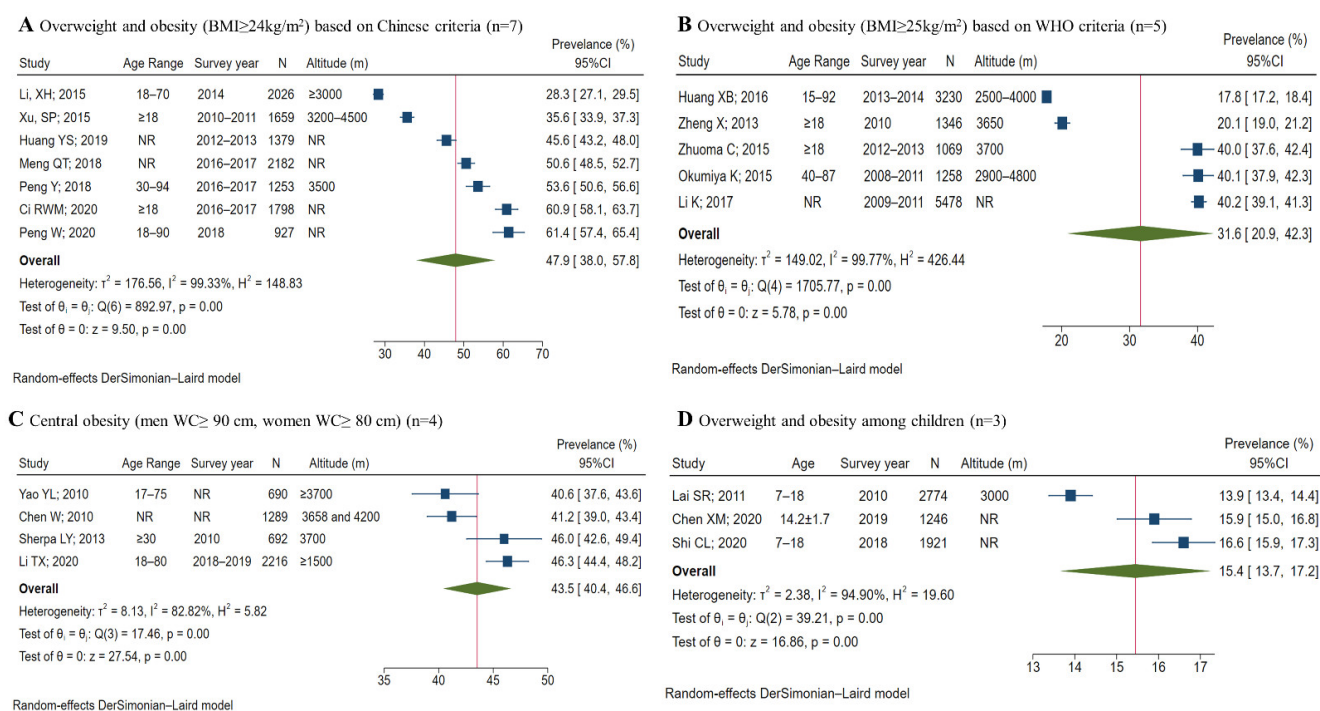 A Overweight and obesity (BMI≥24kg/m²) based on Chinese criteria (n=7)
Prevelance (%)
Study Age Range Survey year N Altitude (m) 95%CI
Li, XH; 2015 18–70 2014 2026 ≥3000 28.3 [ 27.1, 29.5]
Xu, SP; 2015 ≥18 2010–2011 1659 3200–4500 35.6 [ 33.9, 37.3]
Huang YS; 2019 NR 2012–2013 1379 NR 45.6 [ 43.2, 48.0]
Meng QT; 2018 NR 2016–2017 2182 NR 50.6 [ 48.5, 52.7]
Peng Y; 2018 30–94 2016–2017 1253 3500 53.6 [ 50.6, 56.6]
Ci RWM; 2020 ≥18 2016–2017 1798 NR 60.9 [ 58.1, 63.7]
Peng W; 2020 18–90 2018 927 NR 61.4 [ 57.4, 65.4]
Overall 47.9 [ 38.0, 57.8]
Heterogeneity: τ² = 176.56, I² = 99.33%, H² = 148.83
Test of θᵢ = θⱼ: Q(6) = 892.97, p = 0.00
Test of θ = 0: z = 9.50, p = 0.00
30 40 50 60 70
Random-effects DerSimonian–Laird model
B Overweight and obesity (BMI≥25kg/m²) based on WHO criteria (n=5)
Prevelance (%)
Study Age Range Survey year N Altitude (m) 95%CI
Huang XB; 2016 15–92 2013–2014 3230 2500–4000 17.8 [ 17.2, 18.4]
Zheng X; 2013 ≥18 2010 1346 3650 20.1 [ 19.0, 21.2]
Zhuoma C; 2015 ≥18 2012–2013 1069 3700 40.0 [ 37.6, 42.4]
Okumiya K; 2015 40–87 2008–2011 1258 2900–4800 40.1 [ 37.9, 42.3]
Li K; 2017 NR 2009–2011 5478 NR 40.2 [ 39.1, 41.3]
Overall 31.6 [ 20.9, 42.3]
Heterogeneity: τ² = 149.02, I² = 99.77%, H² = 426.44
Test of θᵢ = θⱼ: Q(4) = 1705.77, p = 0.00
Test of θ = 0: z = 5.78, p = 0.00
20 30 40
Random-effects DerSimonian–Laird model
C Central obesity (men WC≥ 90 cm, women WC≥ 80 cm) (n=4)
Prevelance (%)
Study Age Range Survey year N Altitude (m) 95%CI
Yao YL; 2010 17–75 NR 690 ≥3700 40.6 [ 37.6, 43.6]
Chen W; 2010 NR NR 1289 3658 and 4200 41.2 [ 39.0, 43.4]
Sherpa LY; 2013 ≥30 2010 692 3700 46.0 [ 42.6, 49.4]
Li TX; 2020 18–80 2018–2019 2216 ≥1500 46.3 [ 44.4, 48.2]
Overall 43.5 [ 40.4, 46.6]
Heterogeneity: τ² = 8.13, I² = 82.82%, H² = 5.82
Test of θᵢ = θⱼ: Q(3) = 17.46, p = 0.00
Test of θ = 0: z = 27.54, p = 0.00
35 40 45 50
Random-effects DerSimonian–Laird model
D Overweight and obesity among children (n=3)
Prevelance (%)
Study Age Survey year N Altitude (m) 95%CI
Lai SR; 2011 7–18 2010 2774 3000 13.9 [ 13.4, 14.4]
Chen XM; 2020 14.2±1.7 2019 1246 NR 15.9 [ 15.0, 16.8]
Shi CL; 2020 7–18 2018 1921 NR 16.6 [ 15.9, 17.3]
Overall 15.4 [ 13.7, 17.2]
Heterogeneity: τ² = 2.38, I² = 94.90%, H² = 19.60
Test of θᵢ = θⱼ: Q(2) = 39.21, p = 0.00
Test of θ = 0: z = 16.86, p = 0.00
13 14 15 16 17
Random-effects DerSimonian–Laird model